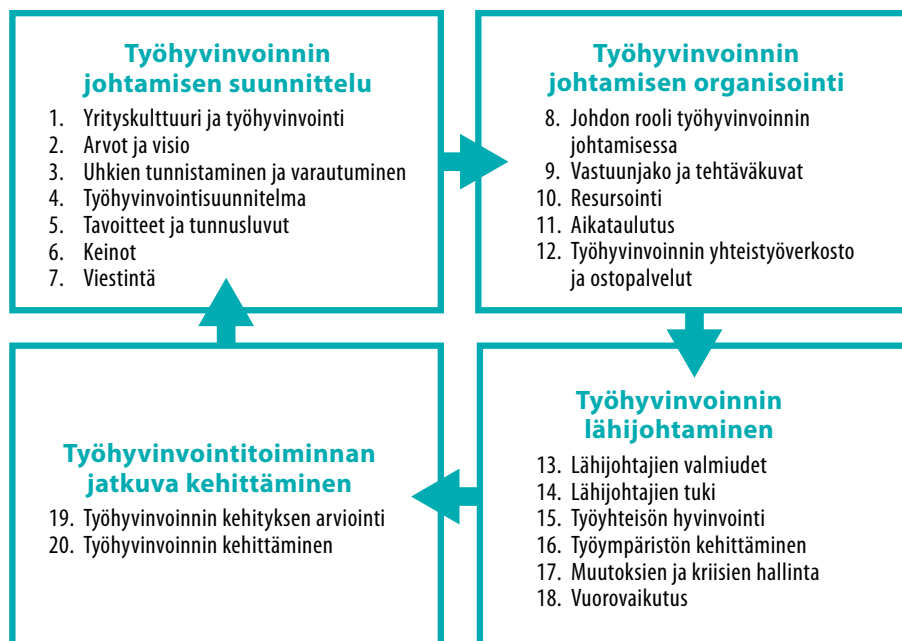 Työhyvinvoinnin
johtamisen suunnittelu
1. Yrityskulttuuri ja työhyvinvointi
2. Arvot ja visio
3. Uhkien tunnistaminen ja varautuminen
4. Työhyvinvointisuunnitelma
5. Tavoitteet ja tunnusluvut
6. Keinot
7. Viestintä
Työhyvinvoinnin
johtamisen organisointi
8. Johdon rooli työhyvinvoinnin
johtamisessa
9. Vastuunjako ja tehtäväkuvat
10. Resursointi
11. Aikataulutus
12. Työhyvinvoinnin yhteistyöverkosto
ja ostopalvelut
Työhyvinvoinnin
lähijohtaminen
13. Lähijohtajien valmiudet
14. Lähijohtajien tuki
15. Työyhteisön hyvinvointi
16. Työympäristön kehittäminen
17. Muutoksien ja kriisien hallinta
18. Vuorovaikutus
Työhyvinvointitoiminnan
jatkuva kehittäminen
19. Työhyvinvoinnin kehityksen arviointi
20. Työhyvinvoinnin kehittäminen